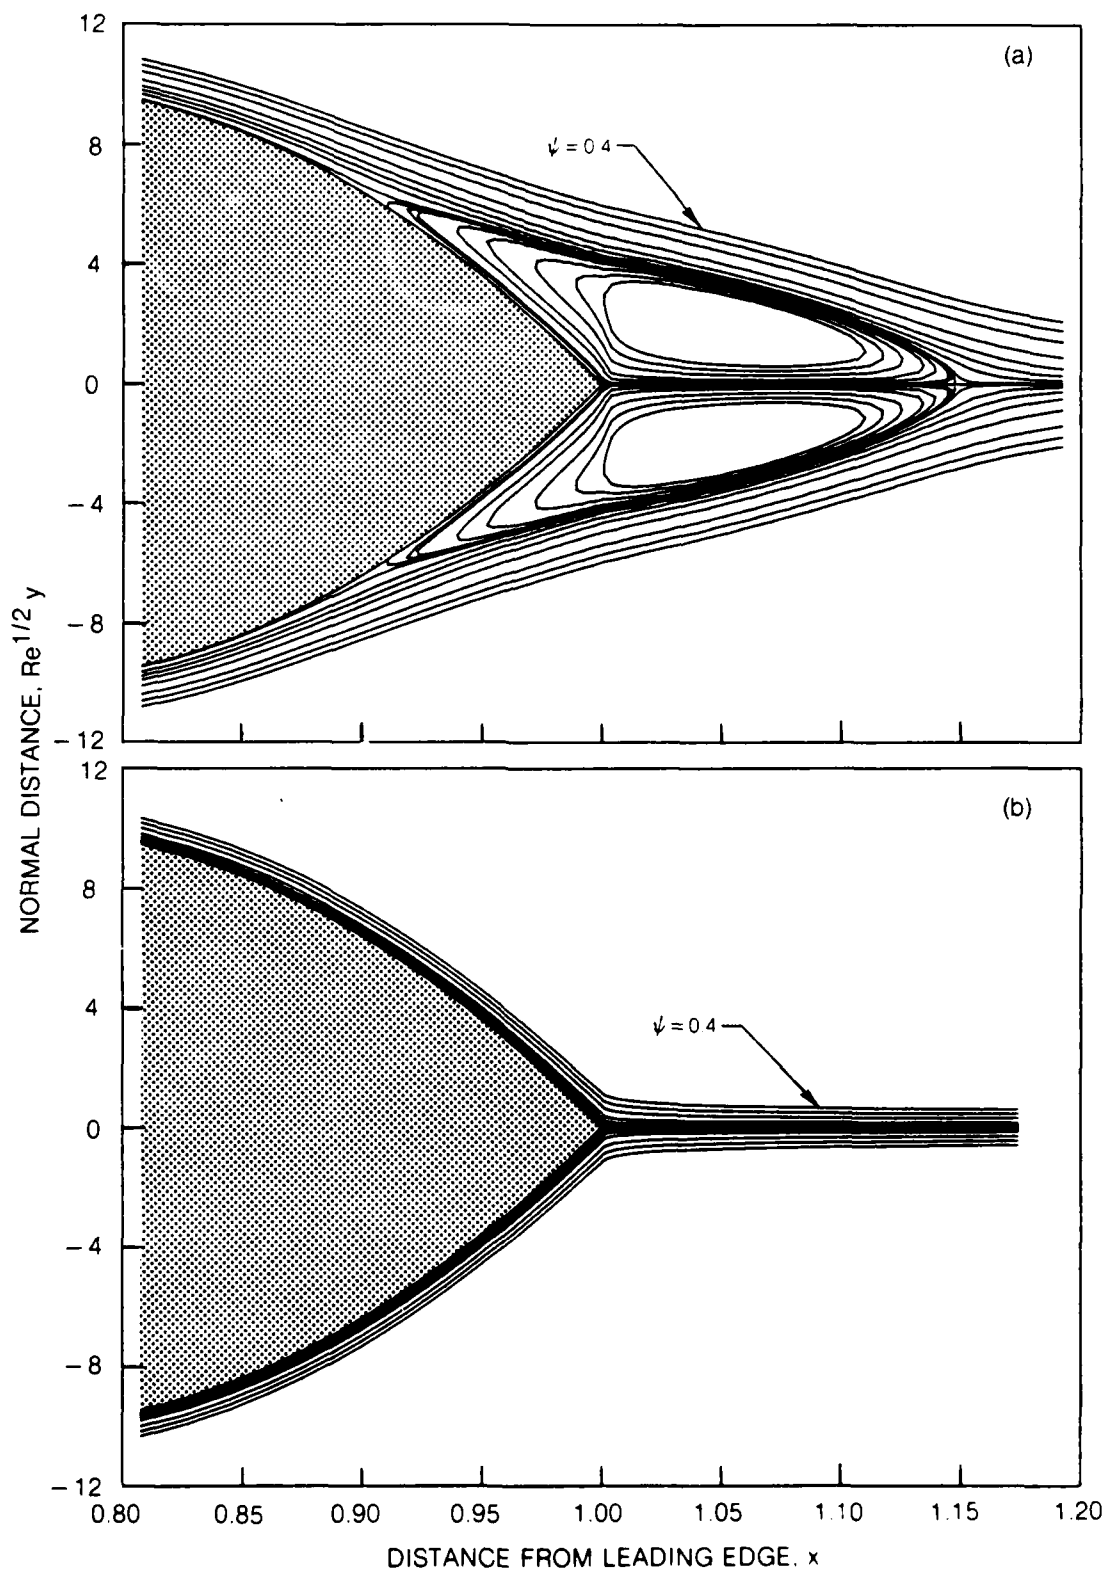 12
(a)
ψ = 0.4
8
4
0
-4
-8
-12
NORMAL DISTANCE, Re1/2 y
12
(b)
8
ψ = 0.4
4
0
-4
-8
-12
0.80 0.85 0.90 0.95 1.00 1.05 1.10 1.15 1.20
DISTANCE FROM LEADING EDGE, x